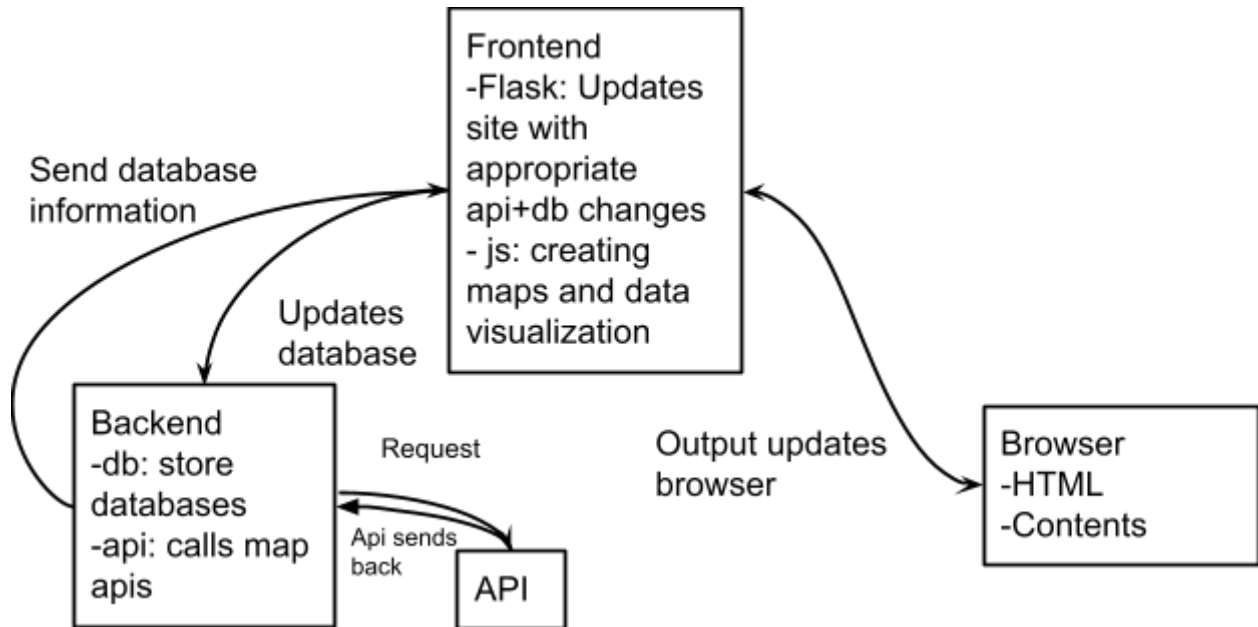 Frontend
-Flask: Updates
site with
appropriate
api+db changes
- js: creating
maps and data
visualization
Send database
information
Updates
database
Backend
-db: store
databases
-api: calls map
apis
Request
Api sends
back
API
Output updates
browser
Browser
-HTML
-Contents